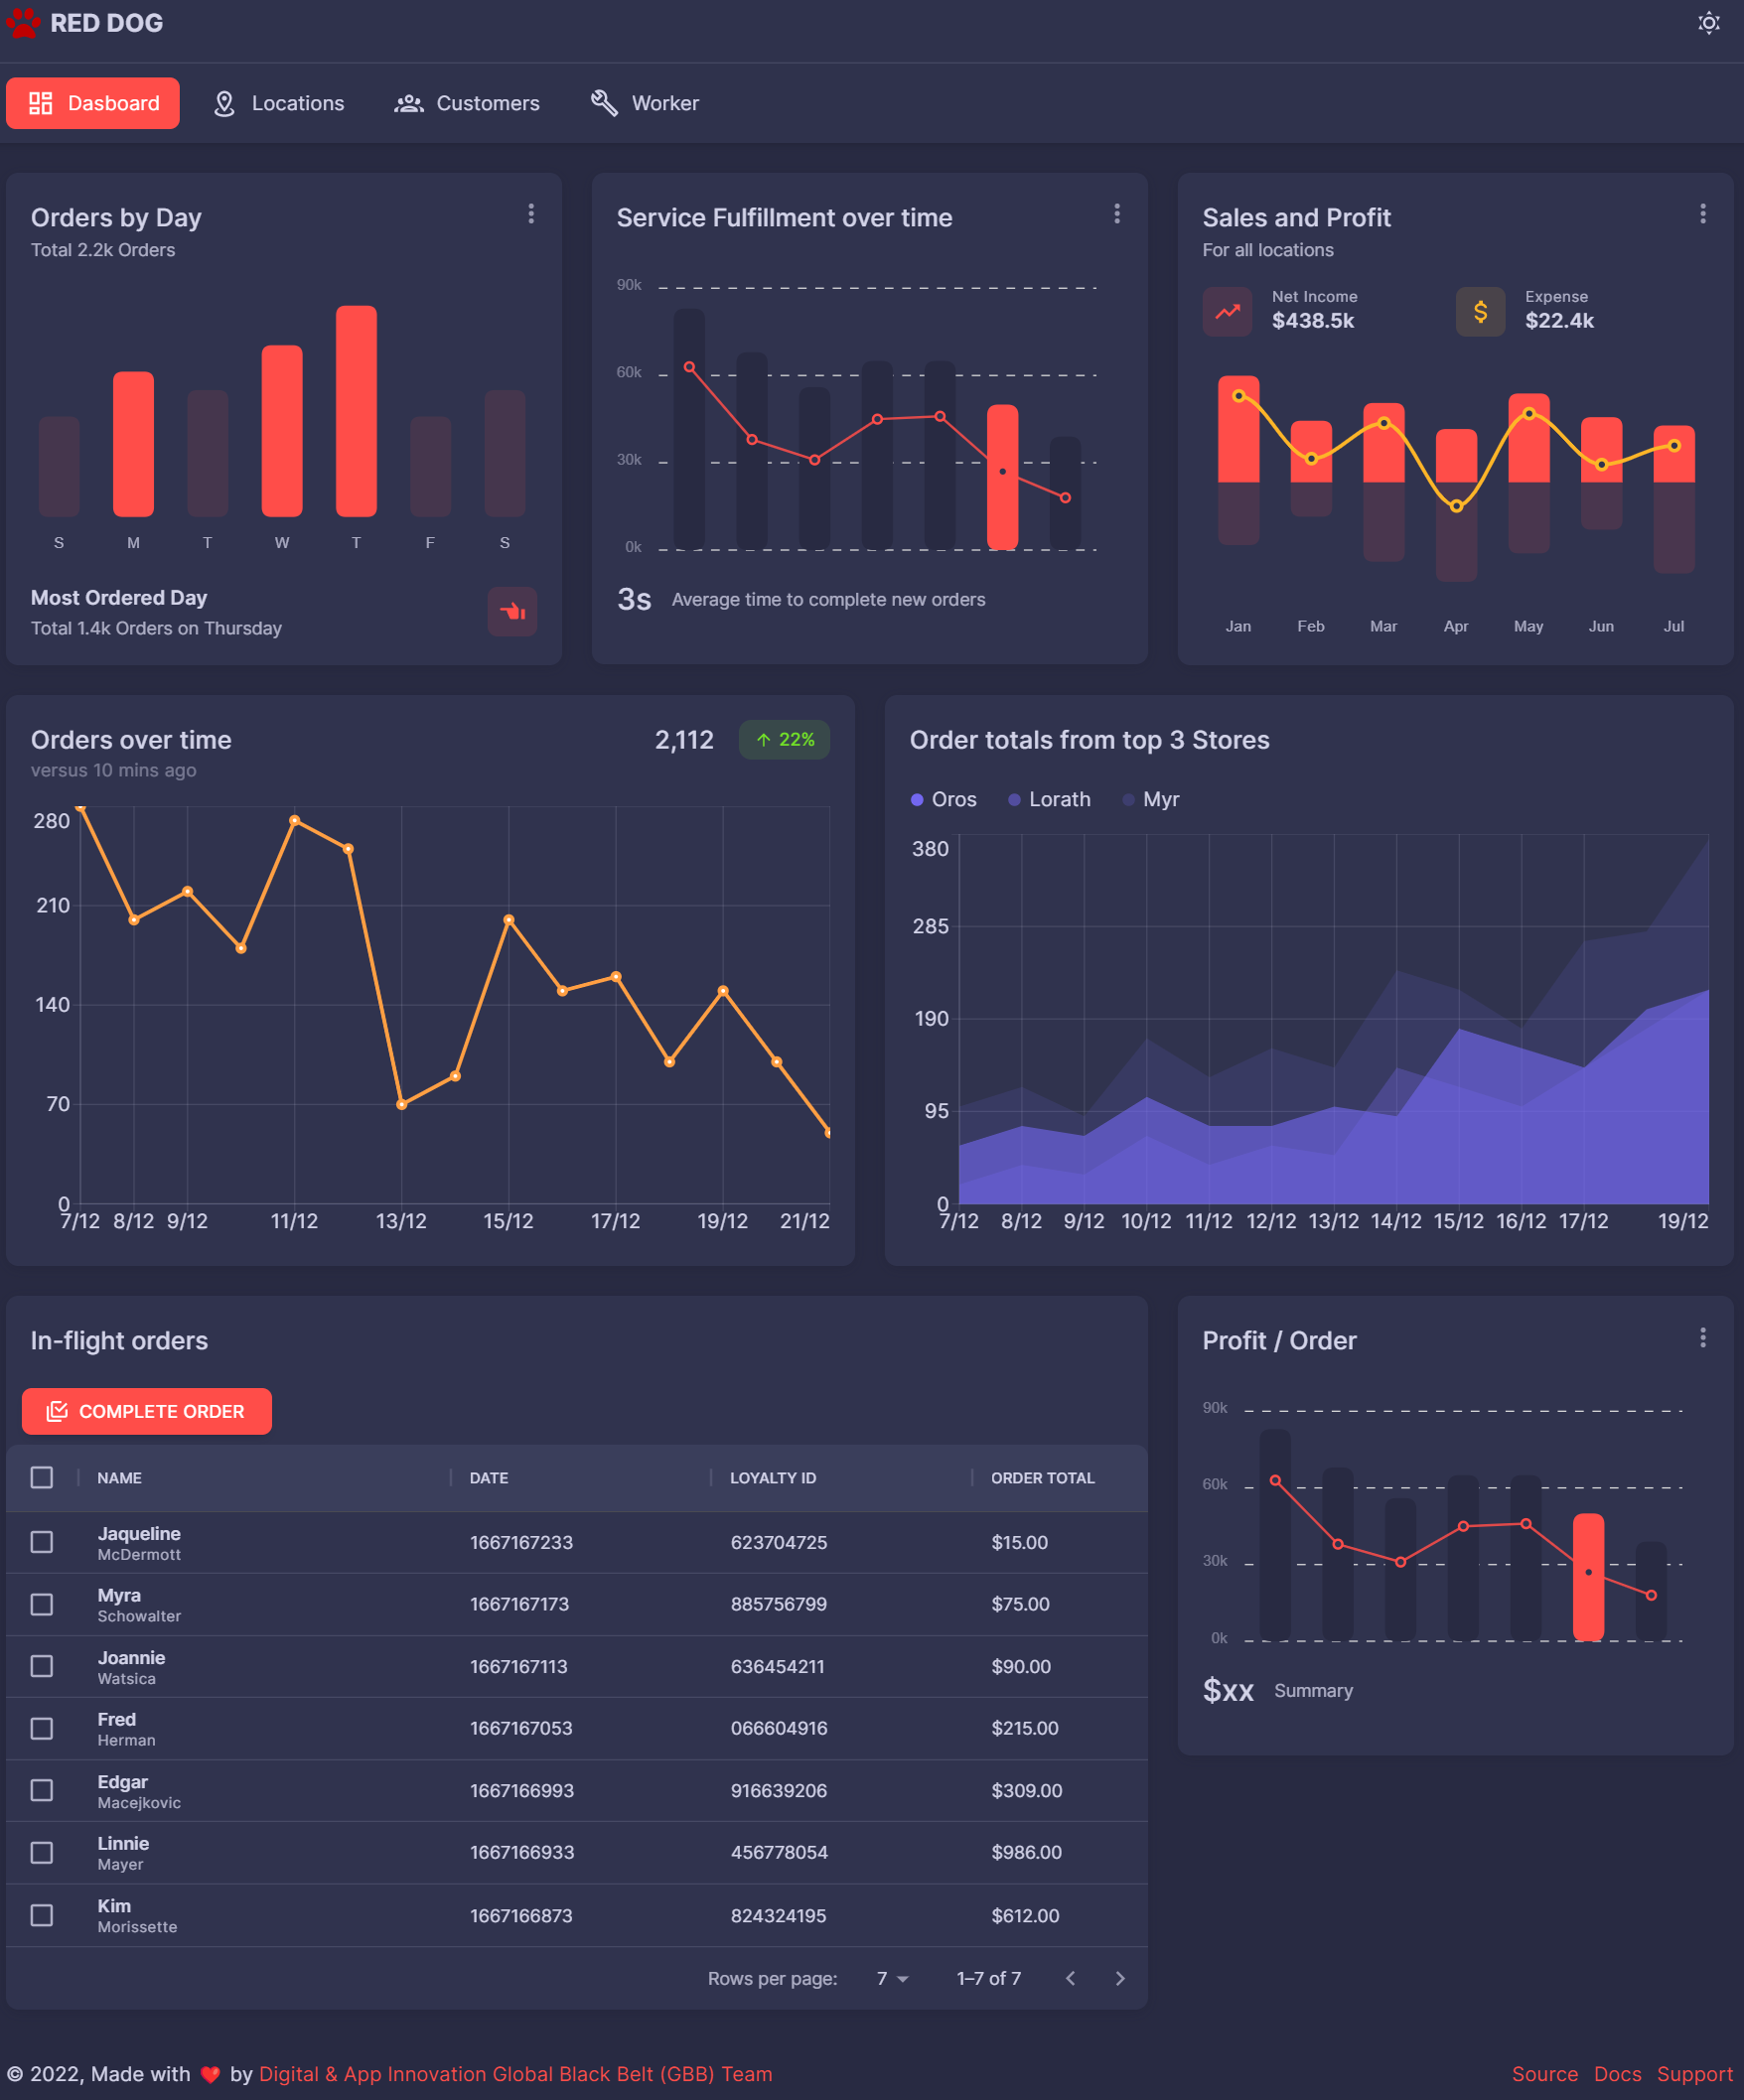 RED DOG
Dasboard Locations Customers Worker
Orders by Day
Total 2.2k Orders
S M T W T F S
Most Ordered Day
Total 1.4k Orders on Thursday
Service Fulfillment over time
90k
60k
30k
0k
3s Average time to complete new orders
Sales and Profit
For all locations
Net Income
$438.5k
Expense
$22.4k
Jan Feb Mar Apr May Jun Jul
Orders over time
versus 10 mins ago
2,112 22%
280
210
140
70
0
7/12 8/12 9/12 11/12 13/12 15/12 17/12 19/12 21/12
Order totals from top 3 Stores
Oros Lorath Myr
380
285
190
95
0
7/12 8/12 9/12 10/12 11/12 12/12 13/12 14/12 15/12 16/12 17/12 19/12
In-flight orders
COMPLETE ORDER
NAME DATE LOYALTY ID ORDER TOTAL
Jaqueline
McDermott
1667167233 623704725 $15.00
Myra
Schowalter
1667167173 885756799 $75.00
Joannie
Watsica
1667167113 636454211 $90.00
Fred
Herman
1667167053 066604916 $215.00
Edgar
Macejkovic
1667166993 916639206 $309.00
Linnie
Mayer
1667166933 456778054 $986.00
Kim
Morissette
1667166873 824324195 $612.00
Rows per page: 7 1–7 of 7
Profit / Order
90k
60k
30k
0k
$xx Summary
© 2022, Made with ❤️ by Digital & App Innovation Global Black Belt (GBB) Team
Source Docs Support